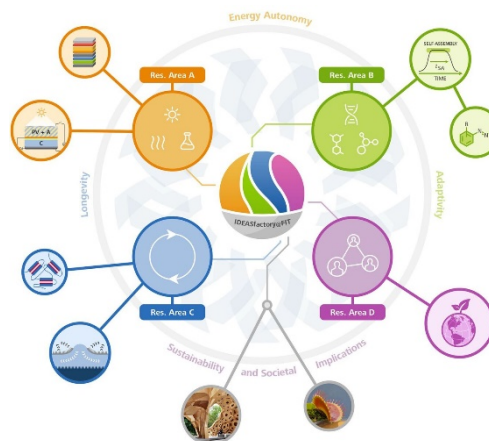 Energy Autonomy
Res. Area A
Res. Area B
SELF-ASSEMBLY
TIME
PV + A
C
Longevity
Adaptivity
IDEASfactory@FIT
Res. Area C
Res. Area D
Sustainability and Societal Implications